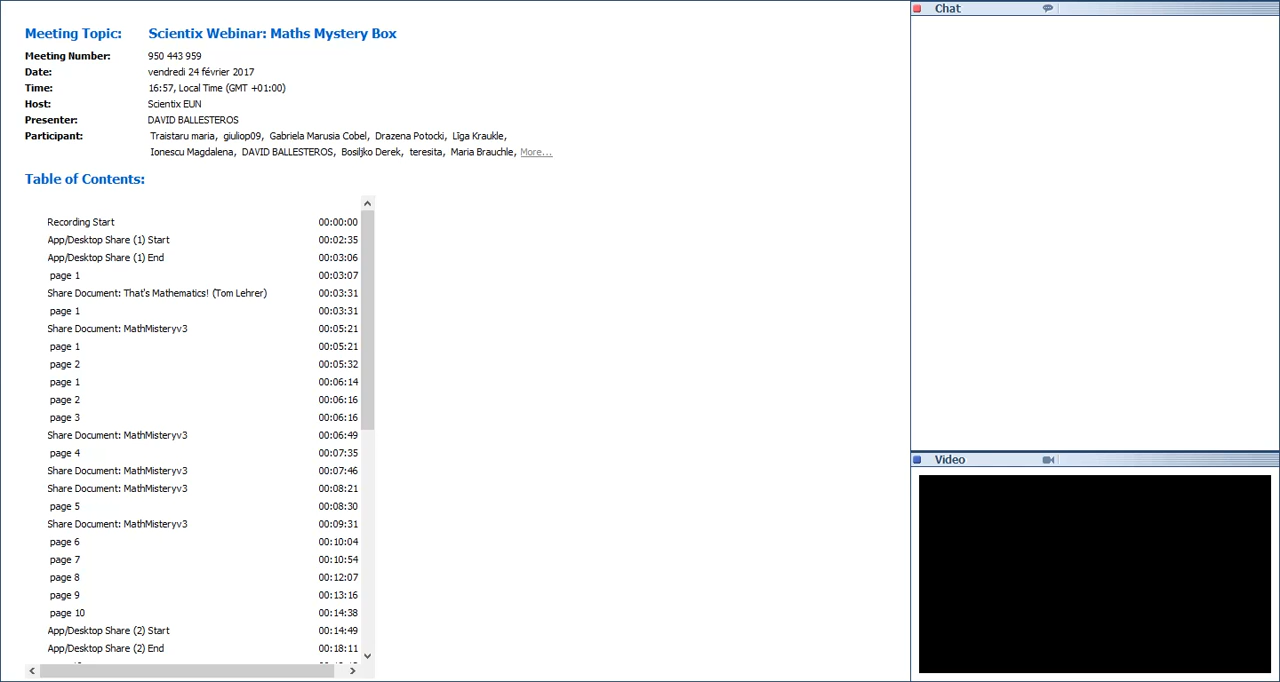 Meeting Topic: Scientix Webinar: Maths Mystery Box
Meeting Number: 950 443 959
Date: vendredi 24 février 2017
Time: 16:57, Local Time (GMT +01:00)
Host: Scientix EUN
Presenter: DAVID BALLESTEROS
Participant: Traistaru maria, giuliop09, Gabriela Marusia Cobel, Drazena Potocki, Līga Kraukle,
Ionescu Magdalena, DAVID BALLESTEROS, Bosiljko Derek, teresita, Maria Brauchle, More...
Table of Contents:
Recording Start 00:00:00
App/Desktop Share (1) Start 00:02:35
App/Desktop Share (1) End 00:03:06
page 1 00:03:07
Share Document: That's Mathematics! (Tom Lehrer) 00:03:31
page 1 00:03:31
Share Document: MathMisteryv3 00:05:21
page 1 00:05:21
page 2 00:05:32
page 1 00:06:14
page 2 00:06:16
page 3 00:06:16
Share Document: MathMisteryv3 00:06:49
page 4 00:07:35
Share Document: MathMisteryv3 00:07:46
Share Document: MathMisteryv3 00:08:21
page 5 00:08:30
Share Document: MathMisteryv3 00:09:31
page 6 00:10:04
page 7 00:10:54
page 8 00:12:07
page 9 00:13:16
page 10 00:14:38
App/Desktop Share (2) Start 00:14:49
App/Desktop Share (2) End 00:18:11
Chat
Video